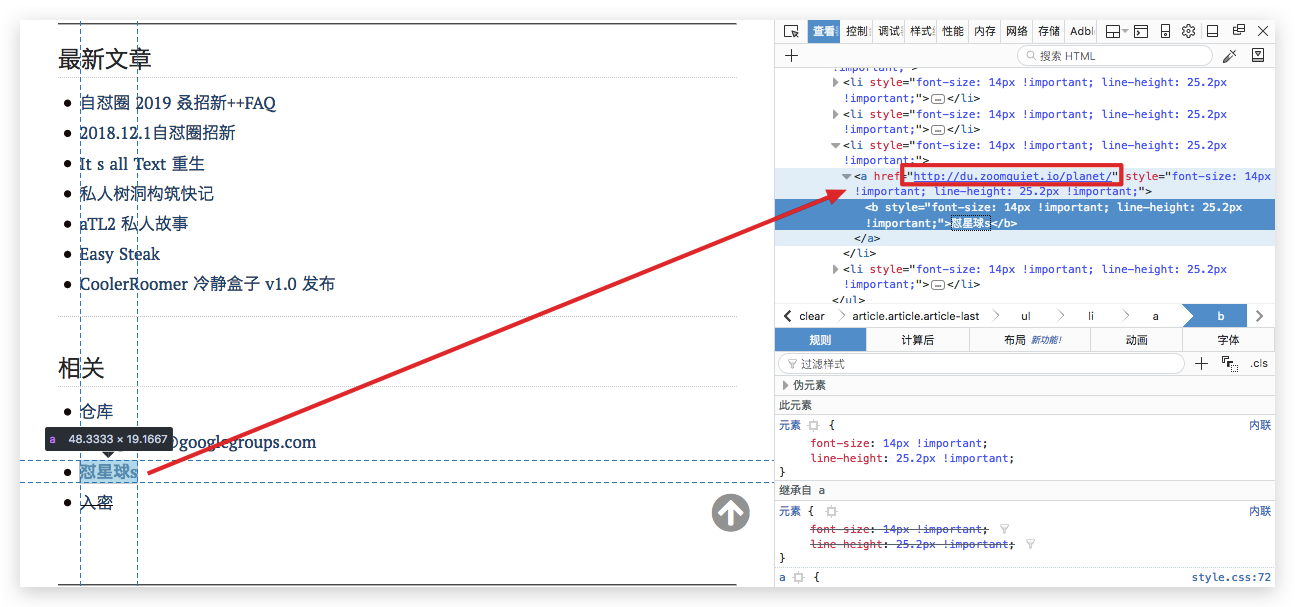 最新文章
自怼圈 2019 叒招新++FAQ
2018.12.1自怼圈招新
It s all Text 重生
私人树洞构筑快记
aTL2 私人故事
Easy Steak
CoolerRoomer 冷静盒子 v1.0 发布
相关
仓库
a 48.3333 × 19.1667
@googlegroups.com
怼星球s
入密
查看 控制 调试 样式 性能 内存 网络 存储 Adbl
搜索 HTML
!important;">
<li style="font-size: 14px !important; line-height: 25.2px
!important;">…</li>
<li style="font-size: 14px !important; line-height: 25.2px
!important;">…</li>
<li style="font-size: 14px !important; line-height: 25.2px
!important;">
<a href="http://du.zoomquiet.io/planet/" style="font-size: 14px
!important; line-height: 25.2px !important;">
<b style="font-size: 14px !important; line-height: 25.2px
!important;">怼星球s</b>
</a>
</li>
<li style="font-size: 14px !important; line-height: 25.2px
!important;">…</li>
</ul>
clear article.article.article-last ul li a b
规则 计算后 布局 新功能! 动画 字体
过滤样式 .cls
伪元素
此元素
元素 { 内联
font-size: 14px !important;
line-height: 25.2px !important;
}
继承自 a
元素 { 内联
font-size: 14px !important;
line-height: 25.2px !important;
}
a { style.css:72